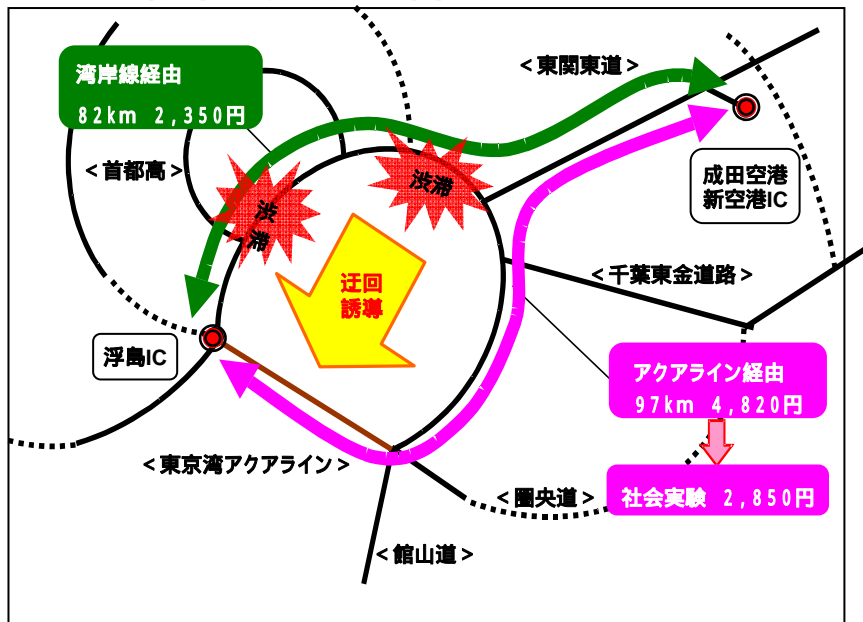 湾岸線経由
82km 2,350円
＜東関東道＞
＜首都高＞
渋滞
渋
滞
成田空港
新空港IC
迂回
誘導
＜千葉東金道路＞
浮島IC
アクアライン経由
97km 4,820円
＜東京湾アクアライン＞
社会実験 2,850円
＜圏央道＞
＜館山道＞